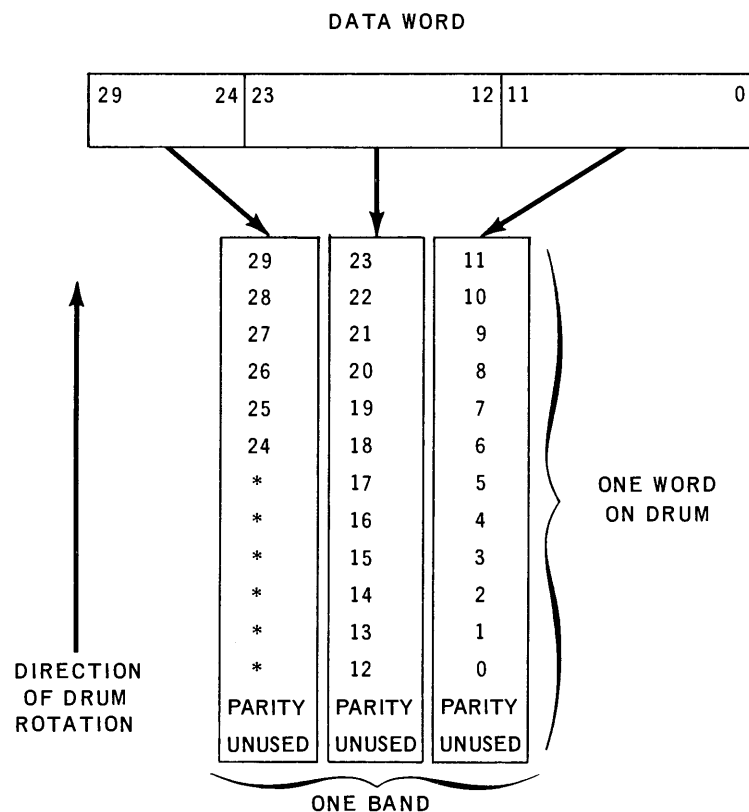 DATA WORD
29 24 23 12 11 0
29 23 11
28 22 10
27 21 9
26 20 8
25 19 7
24 18 6
* 17 5
* 16 4
* 15 3
* 14 2
* 13 1
* 12 0
PARITY PARITY PARITY
UNUSED UNUSED UNUSED
ONE WORD
ON DRUM
DIRECTION
OF DRUM
ROTATION
ONE BAND